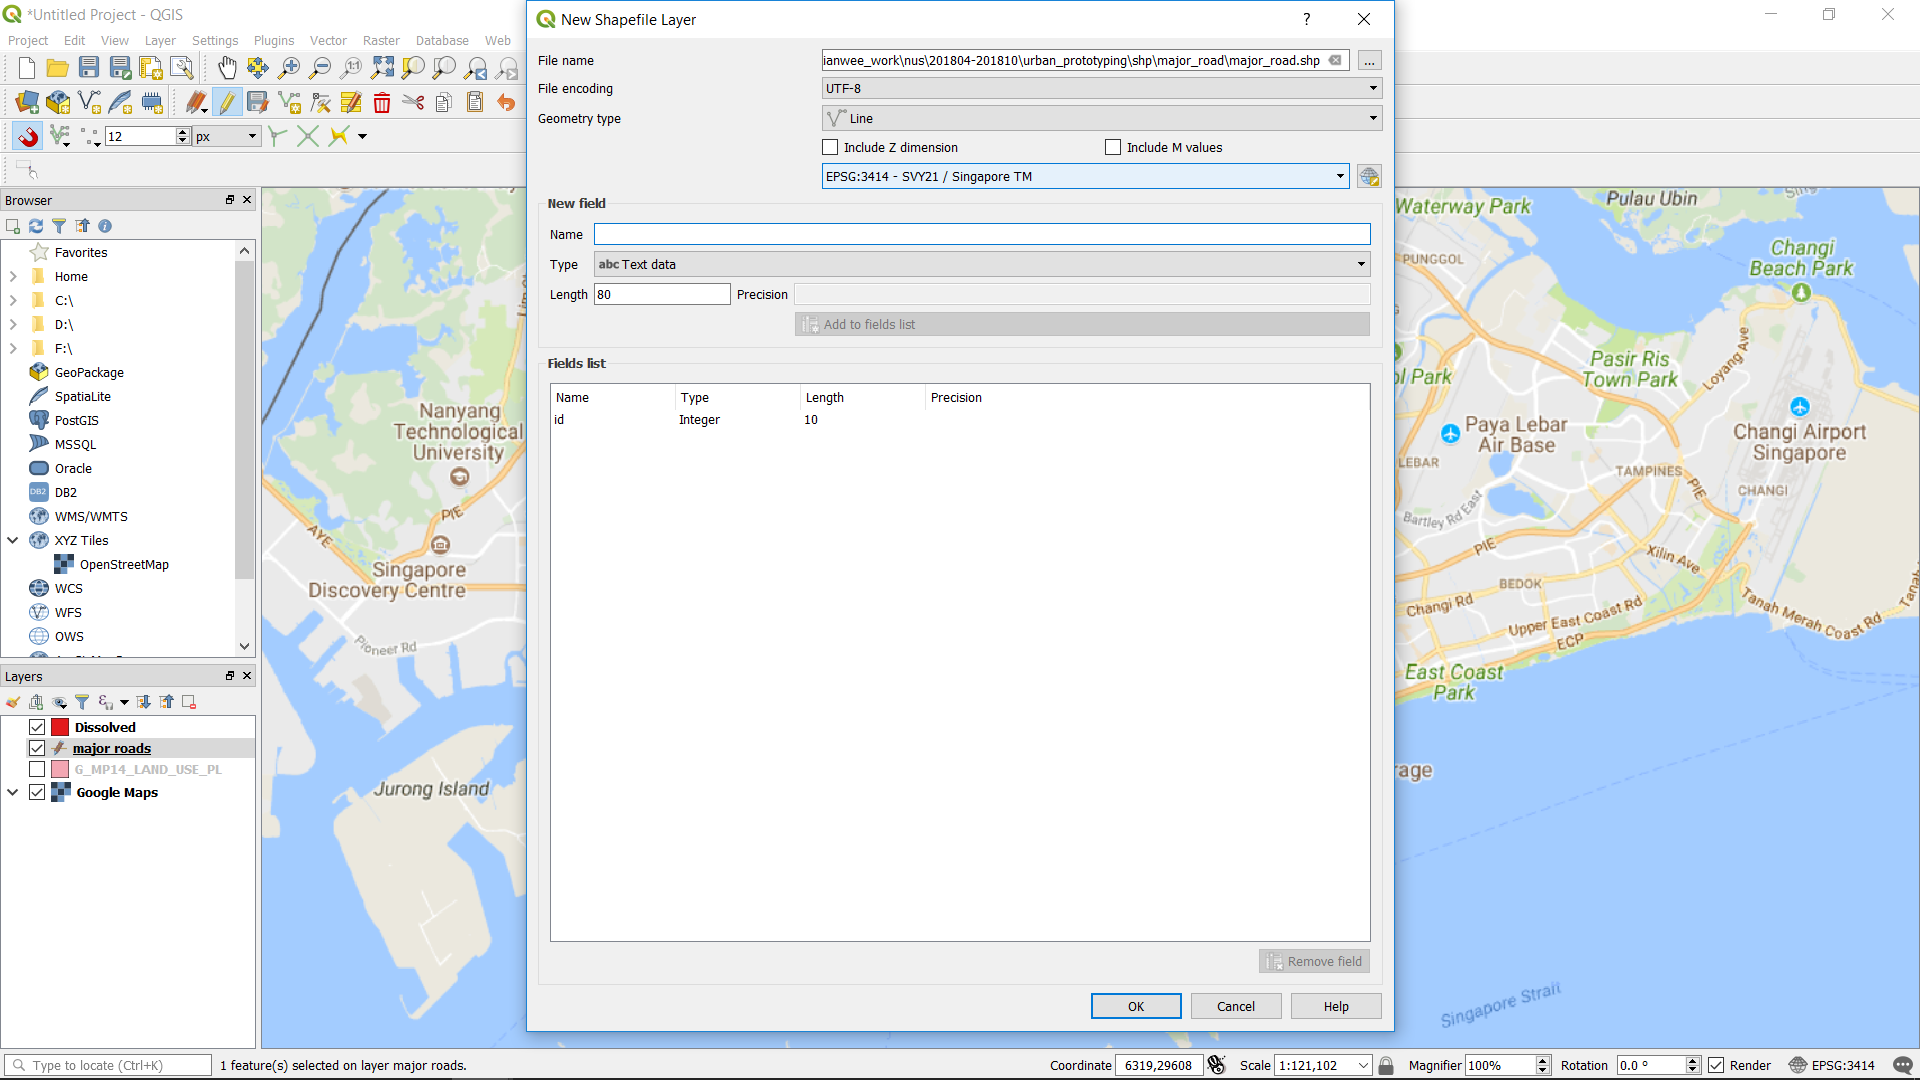 *Untitled Project - QGIS
Project Edit View Layer Settings Plugins Vector Raster Database Web
12 px
Browser
Favorites
Home
C:\
D:\
F:\
GeoPackage
SpatiaLite
PostGIS
MSSQL
Oracle
DB2
DB2
WMS/WMTS
XYZ Tiles
OpenStreetMap
WCS
WFS
OWS
Layers
Dissolved
major roads
G_MP14_LAND_USE_PL
Google Maps
New Shapefile Layer
?
File name ianwee_work\nus\201804-201810\urban_prototyping\shp\major_road\major_road.shp ...
File encoding UTF-8
Geometry type Line
Include Z dimension Include M values
EPSG:3414 - SVY21 / Singapore TM
New field
Name
Type abc Text data
Length 80 Precision
Add to fields list
Fields list
Name Type Length Precision
id Integer 10
Remove field
OK Cancel Help
Nanyang
Technological
University
PIE
AYE
Singapore
Discovery Centre
Pioneer Rd
Jurong Island
Waterway Park
Pulau Ubin
PUNGGOL
Changi
Beach Park
Pasir Ris
Town Park
Loyang Ave
ol Park
Paya Lebar
Air Base
LEBAR
Changi Airport
Singapore
TAMPINES
PIE
CHANGI
Bartley Rd East
PIE
Xilin Ave
BEDOK
Changi Rd
Upper East Coast Rd
ECP
Tanah Merah Coast Rd
East Coast
Park
rage
Singapore Strait
Type to locate (Ctrl+K) 1 feature(s) selected on layer major roads. Coordinate 6319,29608 Scale 1:121,102 Magnifier 100% Rotation 0.0 ° Render EPSG:3414